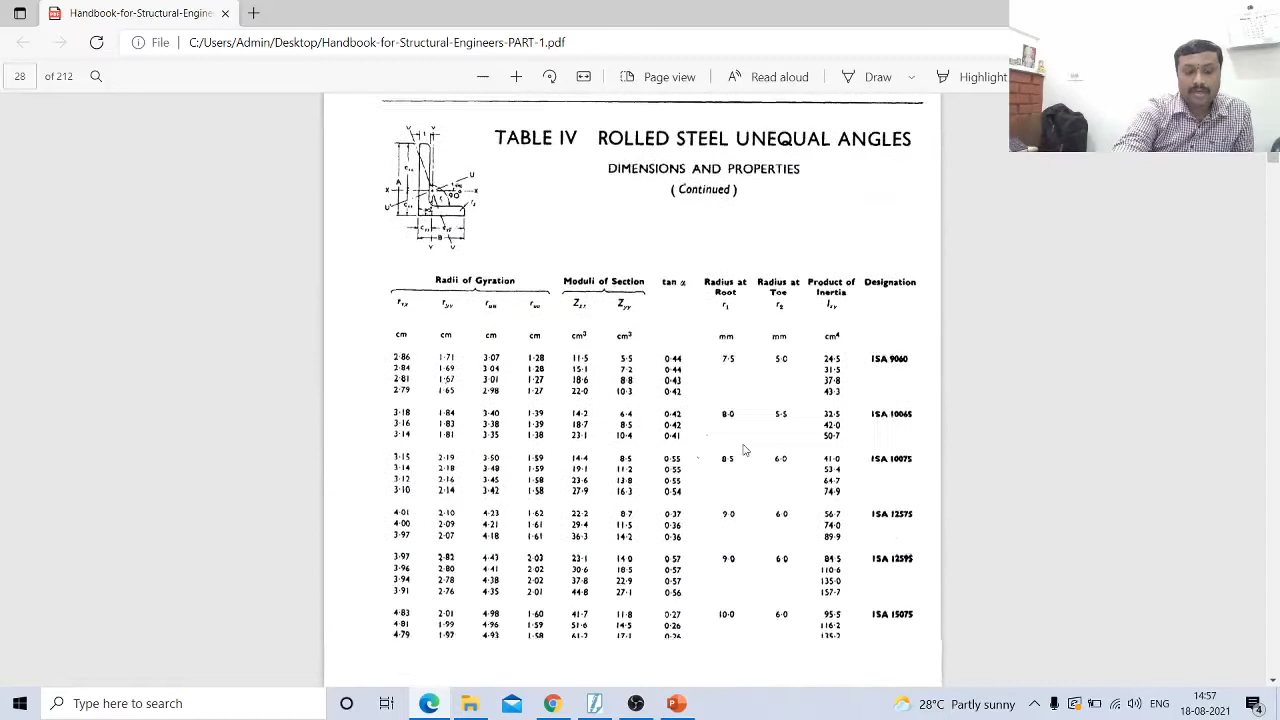 Handbook-for-Structural-Engine
File
C:/Users/Admin/Desktop/Handbook-for-Structural-Engineers-PART-1.pdf
28 of 212
Page view
Read aloud
Draw
Highlight
TABLE IV ROLLED STEEL UNEQUAL ANGLES
DIMENSIONS AND PROPERTIES
( Continued )
Radii of Gyration Moduli of Section tan α Radius at Root Radius at Toe Product of Inertia Designation
cm cm cm cm cm³ cm³ mm mm cm⁴
2·86 1·71 3·07 1·28 11·5 5·5 0·44 7·5 5·0 24·5 ISA 9060
2·84 1·69 3·04 1·28 15·1 7·2 0·44 31·5
2·81 1·67 3·01 1·27 18·6 8·8 0·43 37·8
2·79 1·65 2·98 1·27 22·0 10·3 0·42 43·3
3·18 1·84 3·40 1·39 14·2 6·4 0·42 8·0 5·5 32·5 ISA 10065
3·16 1·83 3·38 1·39 18·7 8·5 0·42 42·0
3·14 1·81 3·35 1·38 23·1 10·4 0·41 50·7
3·15 2·19 3·50 1·59 14·4 8·5 0·55 8·5 6·0 41·0 ISA 10075
3·14 2·18 3·48 1·59 19·1 11·2 0·55 53·4
3·12 2·16 3·45 1·58 23·6 13·8 0·55 64·7
3·10 2·14 3·42 1·58 27·9 16·3 0·54 74·9
4·01 2·10 4·23 1·62 22·2 8·7 0·37 9·0 6·0 56·7 ISA 12575
4·00 2·09 4·21 1·61 29·4 11·5 0·36 74·0
3·97 2·07 4·18 1·61 36·3 14·2 0·36 89·9
3·97 2·82 4·43 2·03 23·1 14·0 0·57 9·0 6·0 84·5 ISA 12595
3·96 2·80 4·41 2·02 30·6 18·5 0·57 110·6
3·94 2·78 4·38 2·02 37·8 22·9 0·57 135·0
3·91 2·76 4·35 2·01 44·8 27·1 0·56 157·7
4·83 2·01 4·98 1·60 41·7 11·8 0·27 10·0 6·0 95·5 ISA 15075
4·81 1·99 4·96 1·59 51·6 14·5 0·26 116·2
4·79 1·97 4·93 1·58 61·2 17·1 0·26 135·2
Type here to search
28°C Partly sunny
ENG
14:57
18-08-2021
4